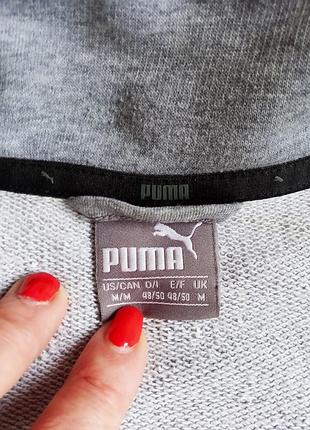 PUMA
PUMA
US/CAN D/I E/F UK
M/M 48/50 48/50 M